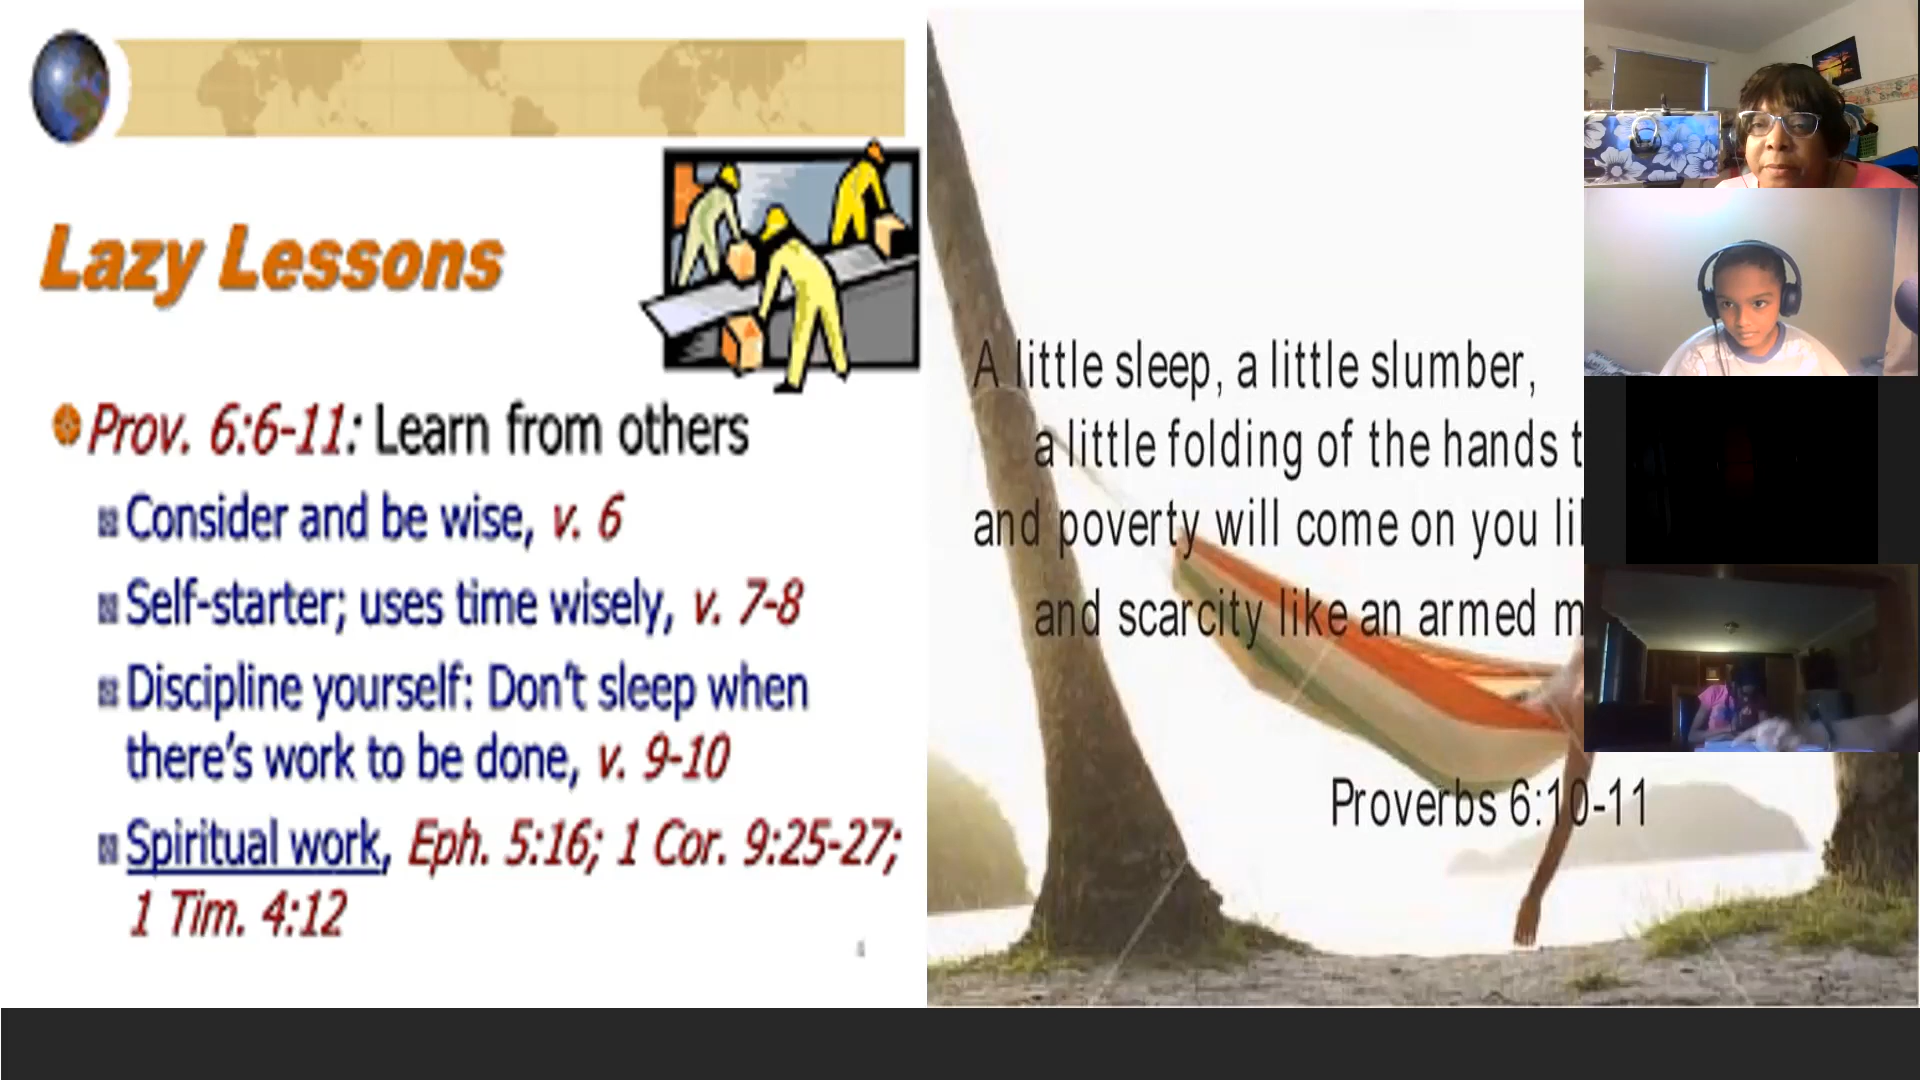 Lazy Lessons
Prov. 6:6-11: Learn from others
Consider and be wise, v. 6
Self-starter; uses time wisely, v. 7-8
Discipline yourself: Don't sleep when
there's work to be done, v. 9-10
Spiritual work, Eph. 5:16; 1 Cor. 9:25-27;
1 Tim. 4:12
A little sleep, a little slumber,
a little folding of the hands t
and poverty will come on you li
and scarcity like an armed m
Proverbs 6:10-11